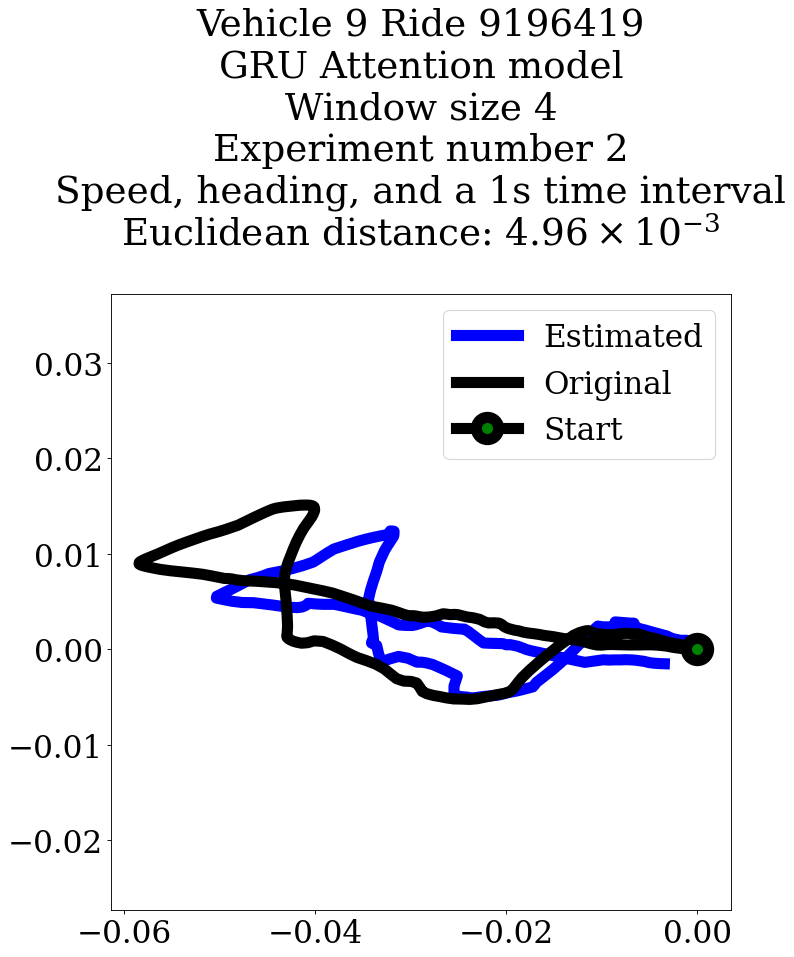 Vehicle 9 Ride 9196419
GRU Attention model
Window size 4
Experiment number 2
Speed, heading, and a 1s time interval
Euclidean distance: 4.96 × 10⁻³
Estimated
Original
Start
0.03
0.02
0.01
0.00
−0.01
−0.02
−0.06
−0.04
−0.02
0.00